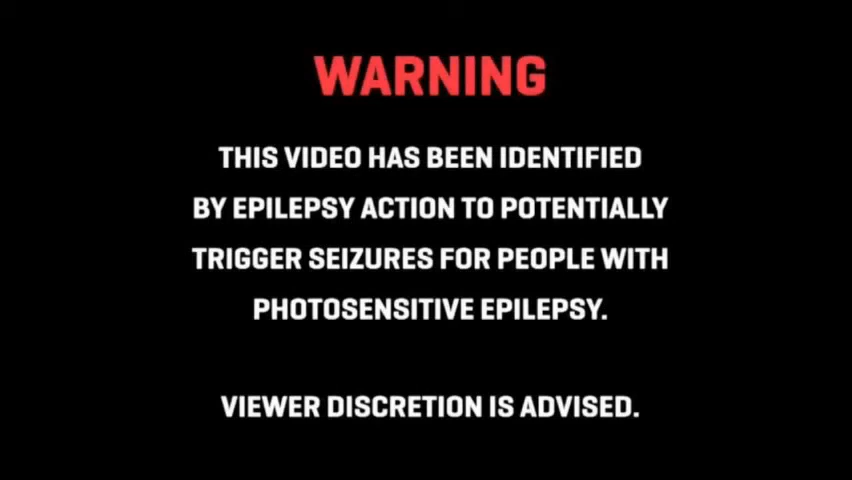 WARNING
THIS VIDEO HAS BEEN IDENTIFIED
BY EPILEPSY ACTION TO POTENTIALLY
TRIGGER SEIZURES FOR PEOPLE WITH
PHOTOSENSITIVE EPILEPSY.
VIEWER DISCRETION IS ADVISED.